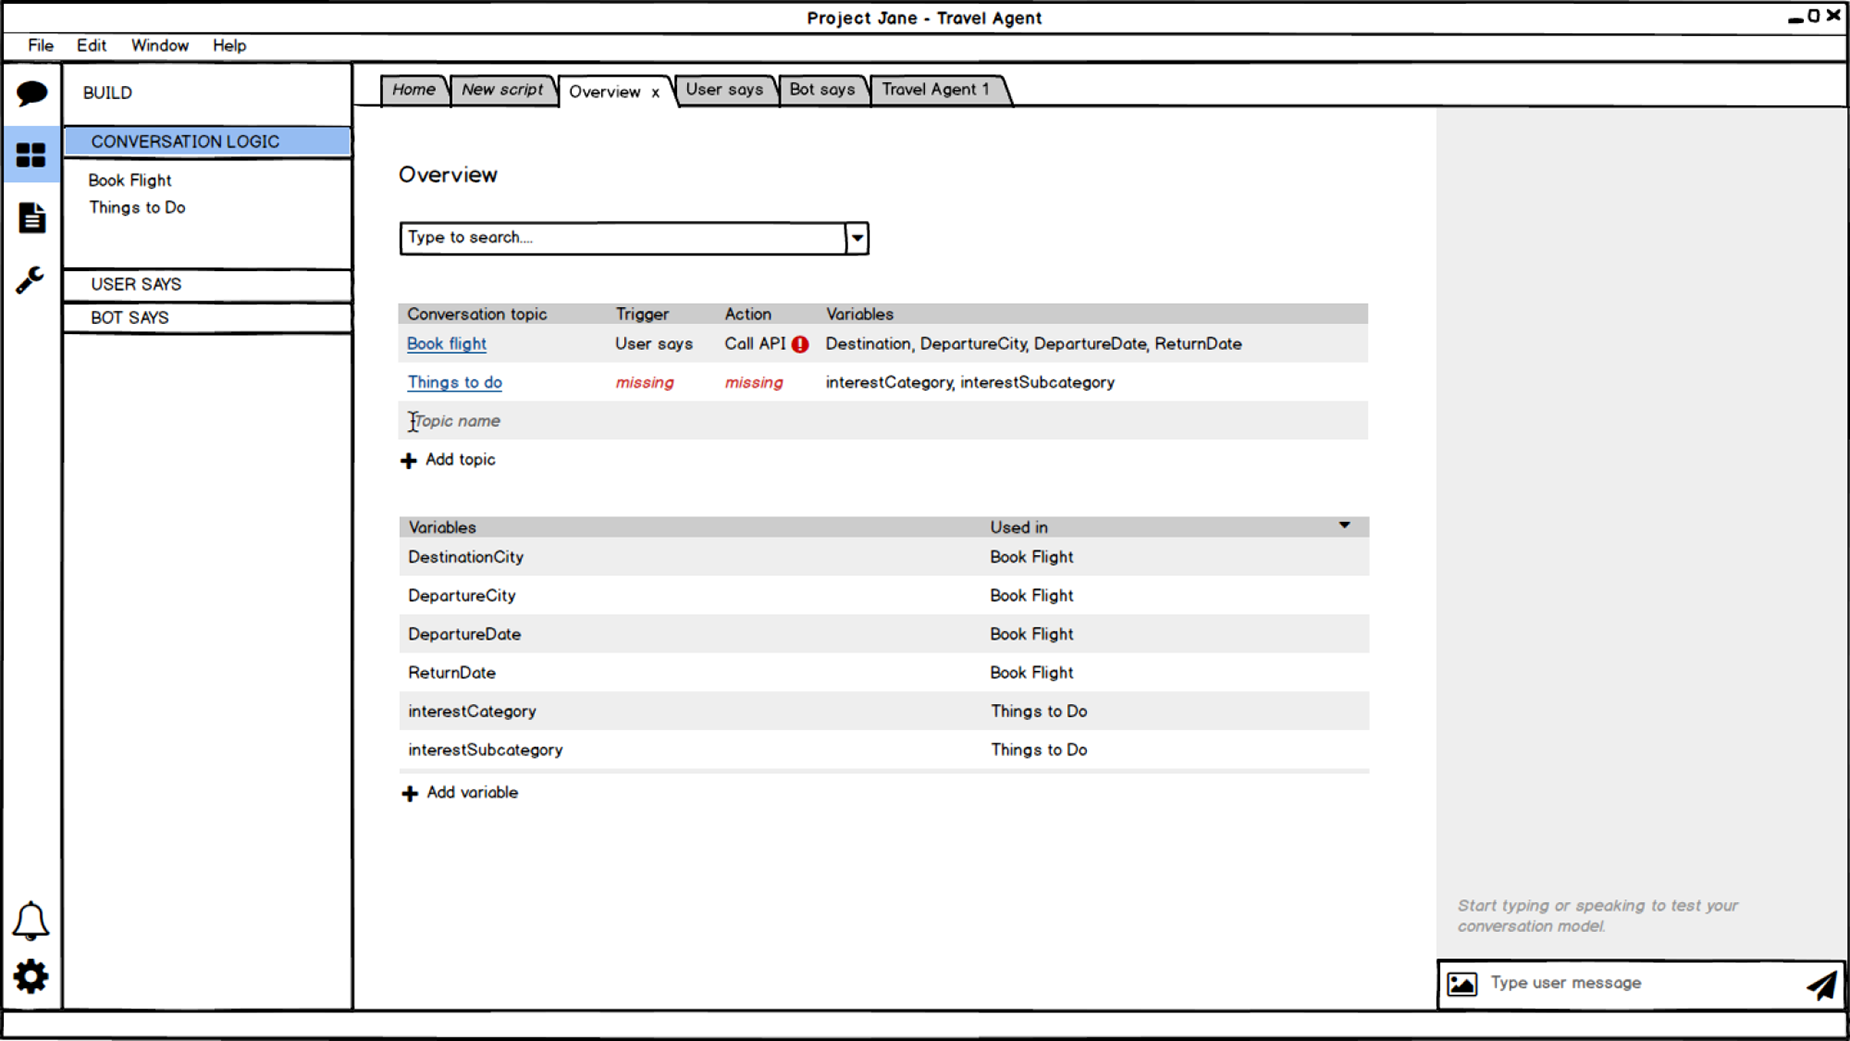 Project Jane - Travel Agent
File Edit Window Help
BUILD
CONVERSATION LOGIC
Book Flight
Things to Do
USER SAYS
BOT SAYS
Home New script Overview x User says Bot says Travel Agent 1
Overview
Type to search....
Conversation topic Trigger Action Variables
Book flight User says Call API Destination, DepartureCity, DepartureDate, ReturnDate
Things to do missing missing interestCategory, interestSubcategory
Topic name
Add topic
Variables Used in
DestinationCity Book Flight
DepartureCity Book Flight
DepartureDate Book Flight
ReturnDate Book Flight
interestCategory Things to Do
interestSubcategory Things to Do
Add variable
Start typing or speaking to test your
conversation model.
Type user message